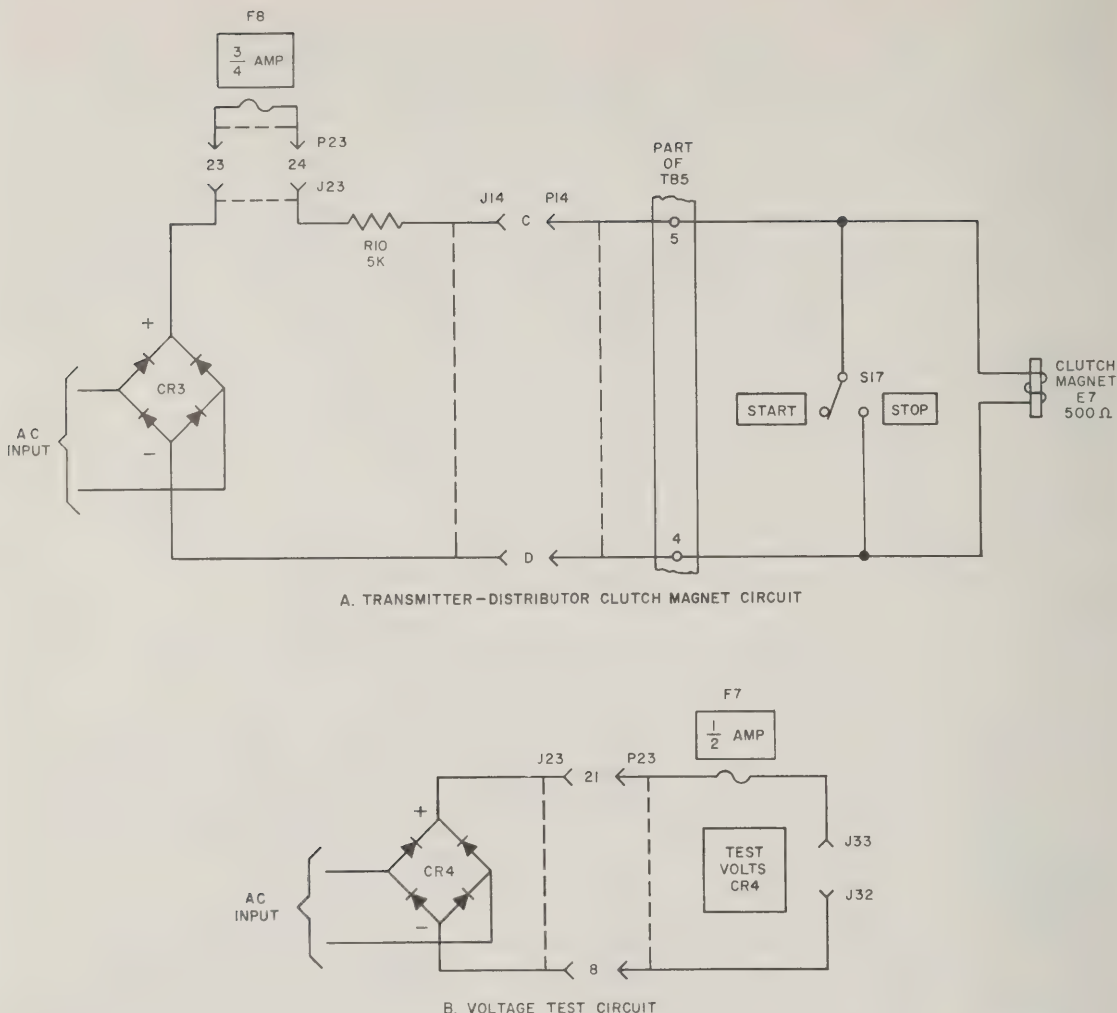 F8
3/4 AMP
P23
23 24
J23
R10
5K
J14 C P14
PART
OF
TB5
5
+
CR3
-
AC
INPUT
S17
START
STOP
CLUTCH
MAGNET
E7
500Ω
D
4
A. TRANSMITTER-DISTRIBUTOR CLUTCH MAGNET CIRCUIT
F7
1/2 AMP
J23 21 P23
+
CR4
-
AC
INPUT
TEST
VOLTS
CR4
J33
J32
8
B. VOLTAGE TEST CIRCUIT